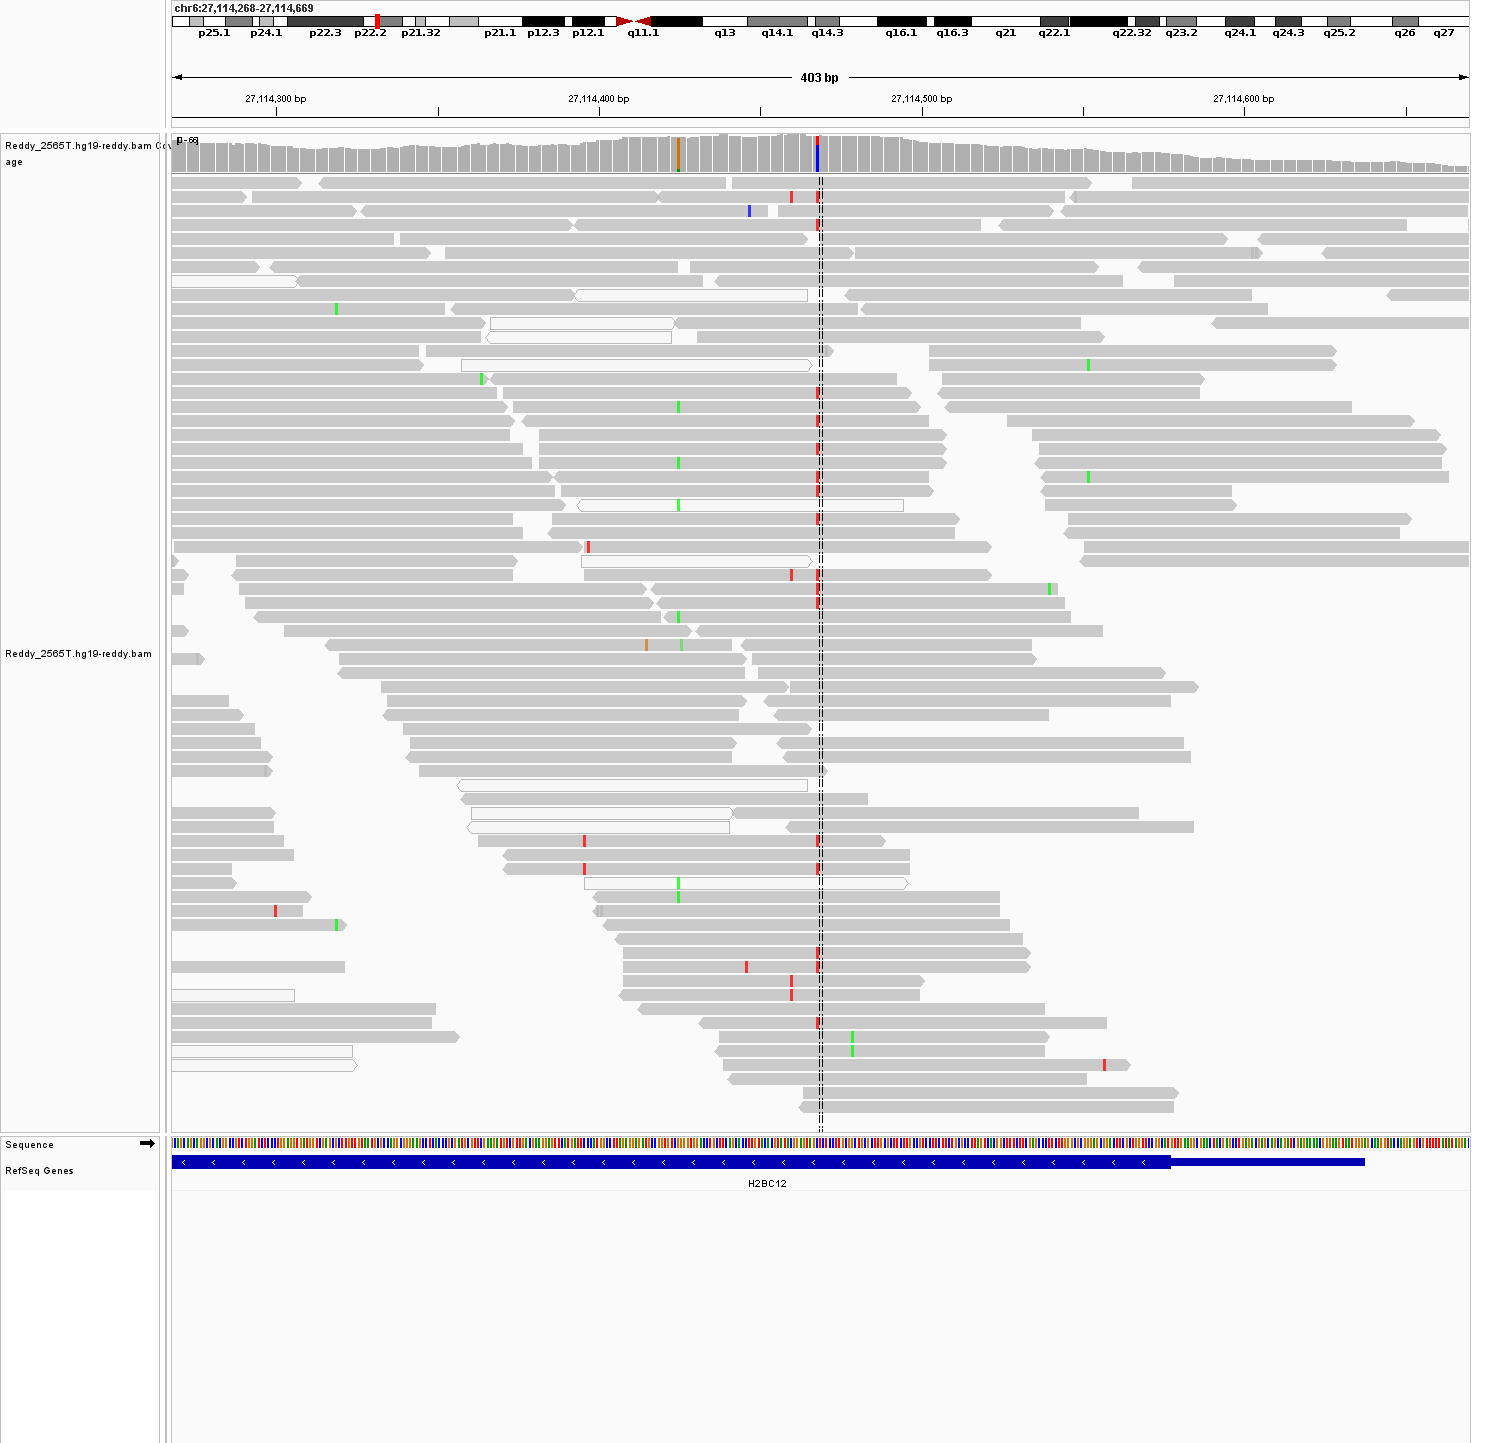 chr6:27,114,268-27,114,669
p25.1 p24.1 p22.3 p22.2 p21.32 p21.1 p12.3 p12.1 q11.1 q13 q14.1 q14.3 q16.1 q16.3 q21 q22.1 q22.32 q23.2 q24.1 q24.3 q25.2 q26 q27
403 bp
27,114,300 bp 27,114,400 bp 27,114,500 bp 27,114,600 bp
Reddy_2565T.hg19-reddy.bam Cov
age
Reddy_2565T.hg19-reddy.bam
Sequence
RefSeq Genes
H2BC12